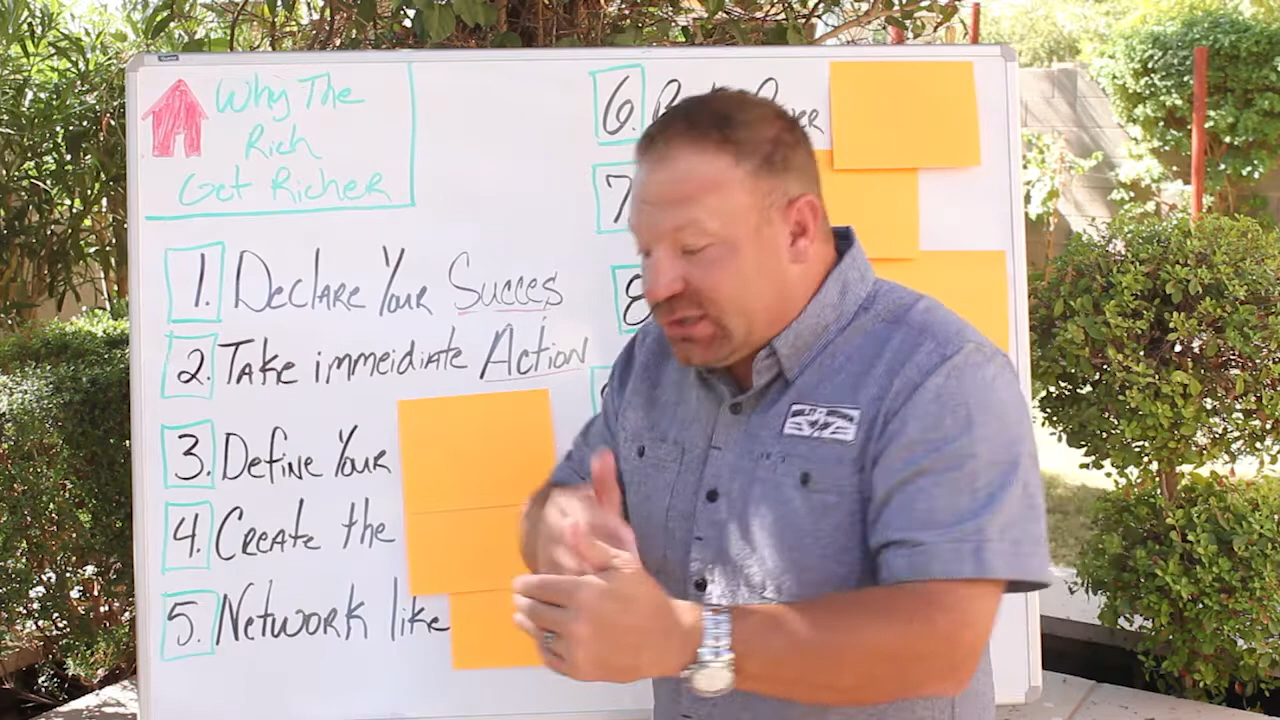 Why The
Rich
Get Richer
1. Declare Your Succes
2. Take immeidiate Action
3. Define Your
4. Create the
5. Network like
6.
7
8